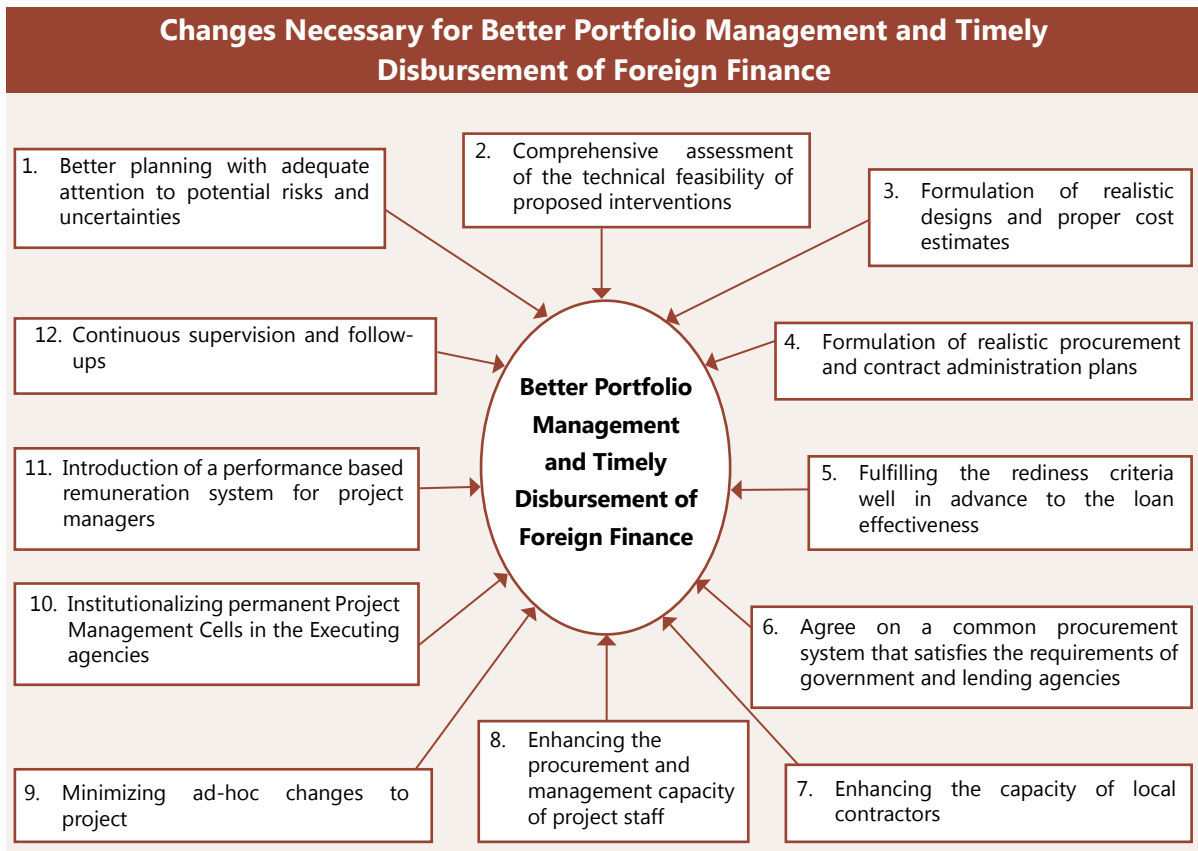 Changes Necessary for Better Portfolio Management and Timely
Disbursement of Foreign Finance
1. Better planning with adequate
attention to potential risks and
uncertainties
2. Comprehensive assessment
of the technical feasibility of
proposed interventions
3. Formulation of realistic
designs and proper cost
estimates
4. Formulation of realistic procurement
and contract administration plans
5. Fulfilling the rediness criteria
well in advance to the loan
effectiveness
6. Agree on a common procurement
system that satisfies the requirements of
government and lending agencies
7. Enhancing the capacity of local
contractors
8. Enhancing the
procurement and
management capacity
of project staff
9. Minimizing ad-hoc changes to
project
10. Institutionalizing permanent Project
Management Cells in the Executing
agencies
11. Introduction of a performance based
remuneration system for project
managers
12. Continuous supervision and follow-
ups
Better Portfolio
Management
and Timely
Disbursement of
Foreign Finance